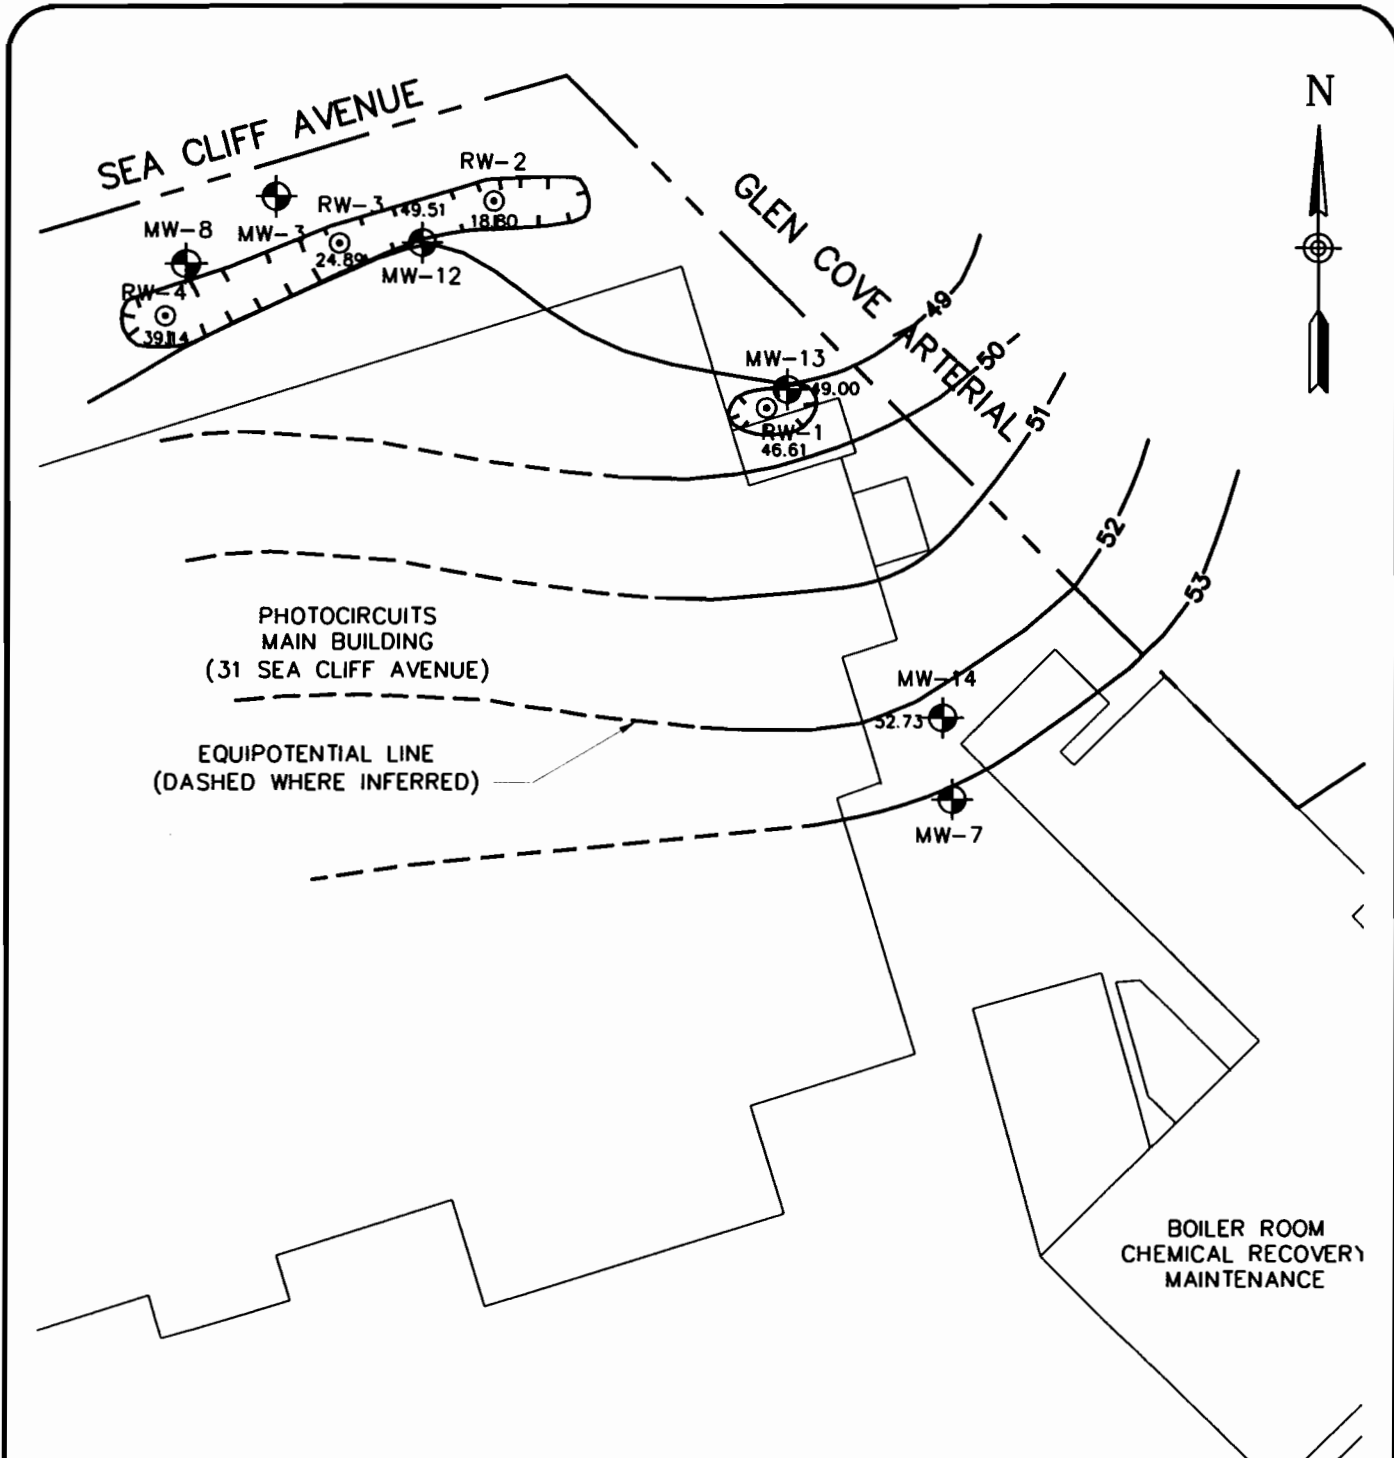 N
SEA CLIFF AVENUE
RW-2
GLEN COVE ARTERIAL
RW-3
49.51
18.80
MW-8
MW-3
24.89
MW-12
RW-4
39.14
49
50
51
52
53
MW-13
49.00
RW-1
46.61
PHOTOCIRCUITS
MAIN BUILDING
(31 SEA CLIFF AVENUE)
MW-14
52.73
EQUIPOTENTIAL LINE
(DASHED WHERE INFERRED)
MW-7
BOILER ROOM
CHEMICAL RECOVERY
MAINTENANCE